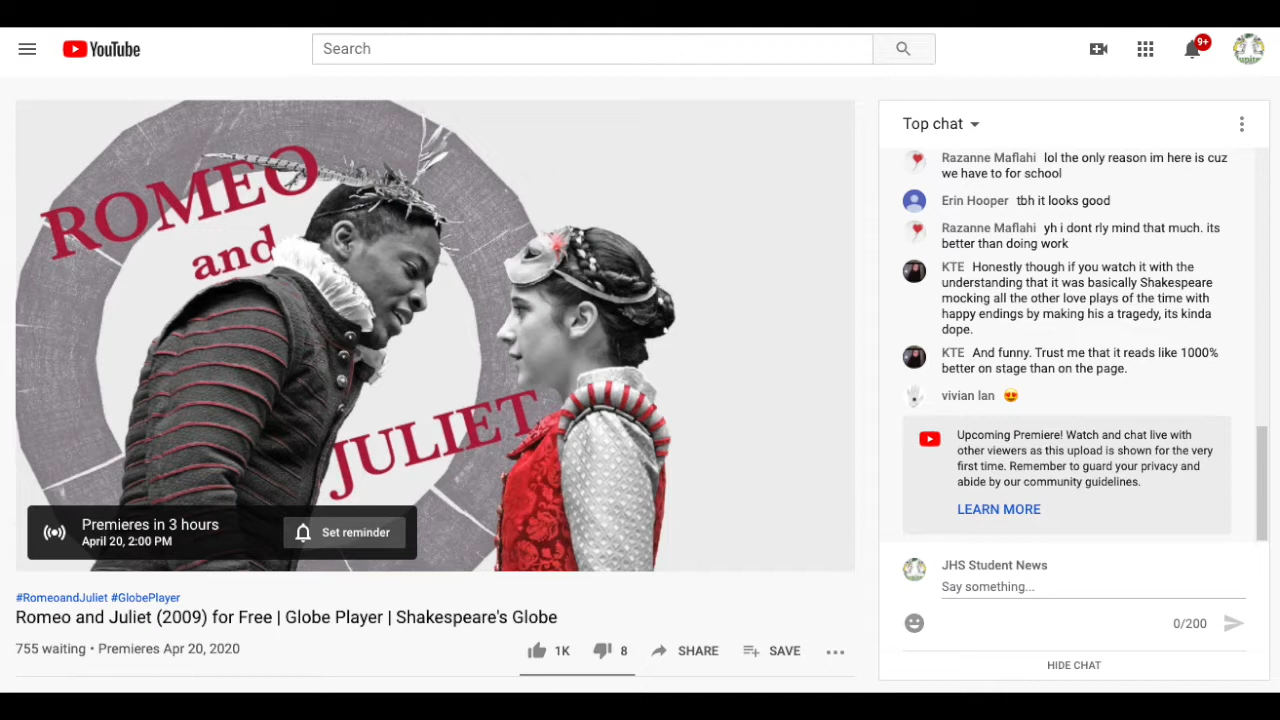 YouTube
Search
9+
ROMEO
and
JULIET
Premieres in 3 hours
April 20, 2:00 PM
Set reminder
#RomeoandJuliet #GlobePlayer
Romeo and Juliet (2009) for Free | Globe Player | Shakespeare's Globe
755 waiting • Premieres Apr 20, 2020
1K
8
SHARE
SAVE
Top chat
Razanne Maflahi lol the only reason im here is cuz
we have to for school
Erin Hooper tbh it looks good
Razanne Maflahi yh i dont rly mind that much. its
better than doing work
KTE Honestly though if you watch it with the
understanding that it was basically Shakespeare
mocking all the other love plays of the time with
happy endings by making his a tragedy, its kinda
dope.
KTE And funny. Trust me that it reads like 1000%
better on stage than on the page.
vivian lan 😍
Upcoming Premiere! Watch and chat live with
other viewers as this upload is shown for the very
first time. Remember to guard your privacy and
abide by our community guidelines.
LEARN MORE
JHS Student News
Say something...
0/200
HIDE CHAT